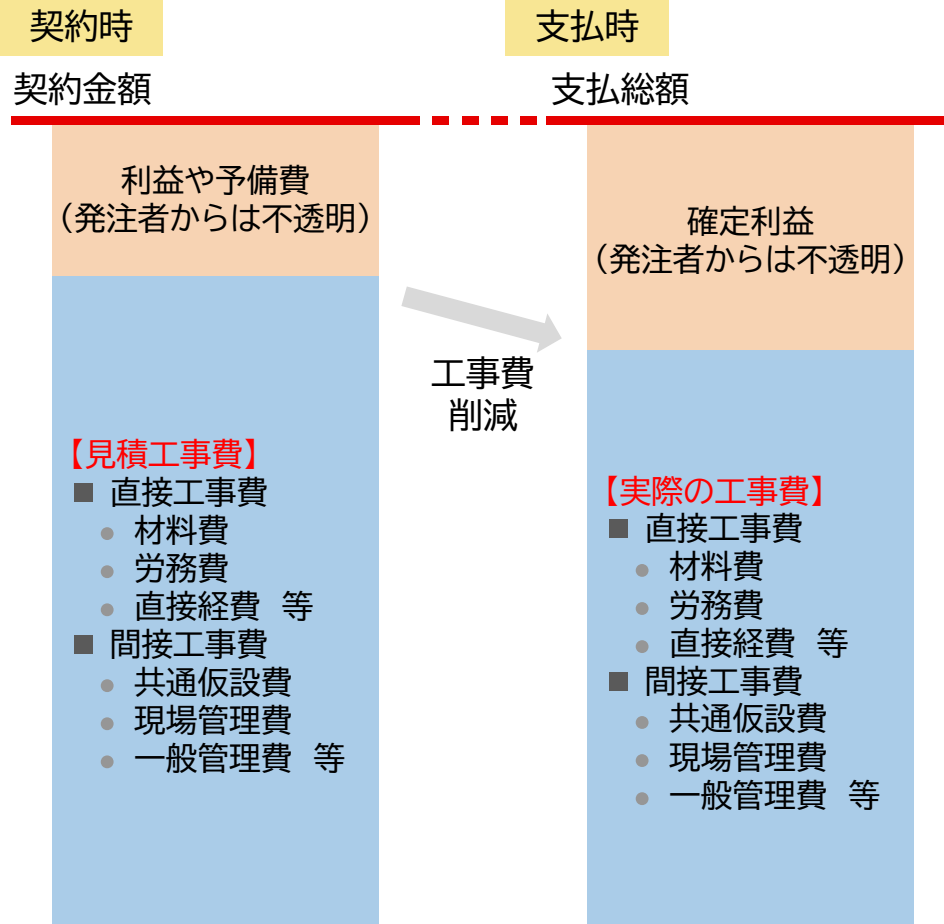 契約時
契約金額
利益や予備費
（発注者からは不透明）
【見積工事費】
■ 直接工事費
● 材料費
● 労務費
● 直接経費 等
■ 間接工事費
● 共通仮設費
● 現場管理費
● 一般管理費 等
工事費
削減
支払時
支払総額
確定利益
（発注者からは不透明）
【実際の工事費】
■ 直接工事費
● 材料費
● 労務費
● 直接経費 等
■ 間接工事費
● 共通仮設費
● 現場管理費
● 一般管理費 等